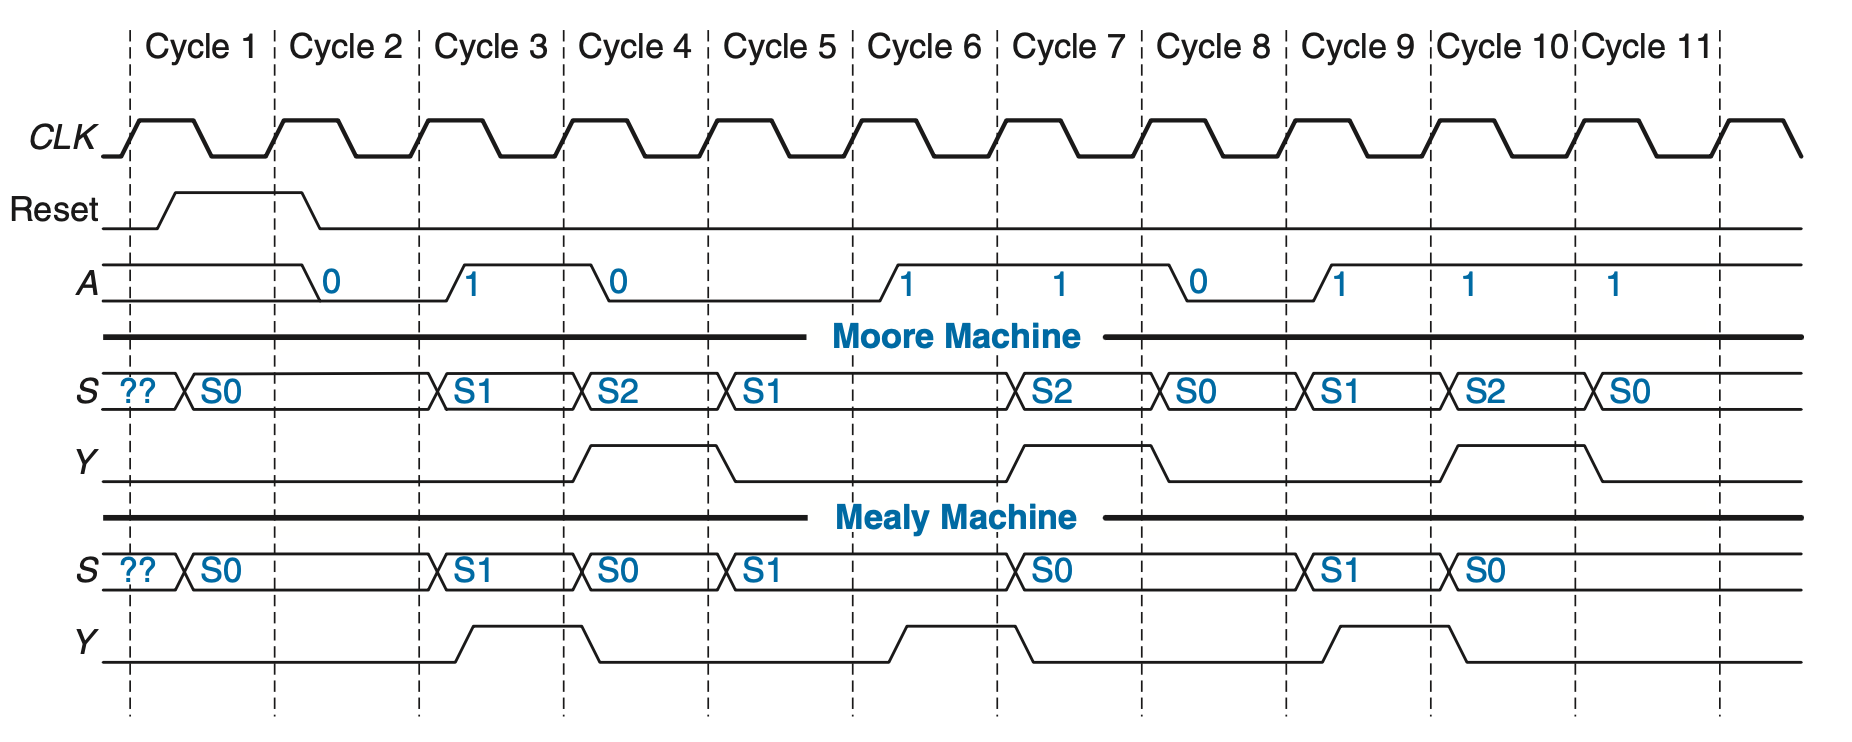 Cycle 1 Cycle 2 Cycle 3 Cycle 4 Cycle 5 Cycle 6 Cycle 7 Cycle 8 Cycle 9 Cycle 10 Cycle 11
CLK
Reset
A 0 1 0 1 1 0 1 1 1
Moore Machine
S ?? S0 S1 S2 S1 S2 S0 S1 S2 S0
Y
Mealy Machine
S ?? S0 S1 S0 S1 S0 S1 S0
Y